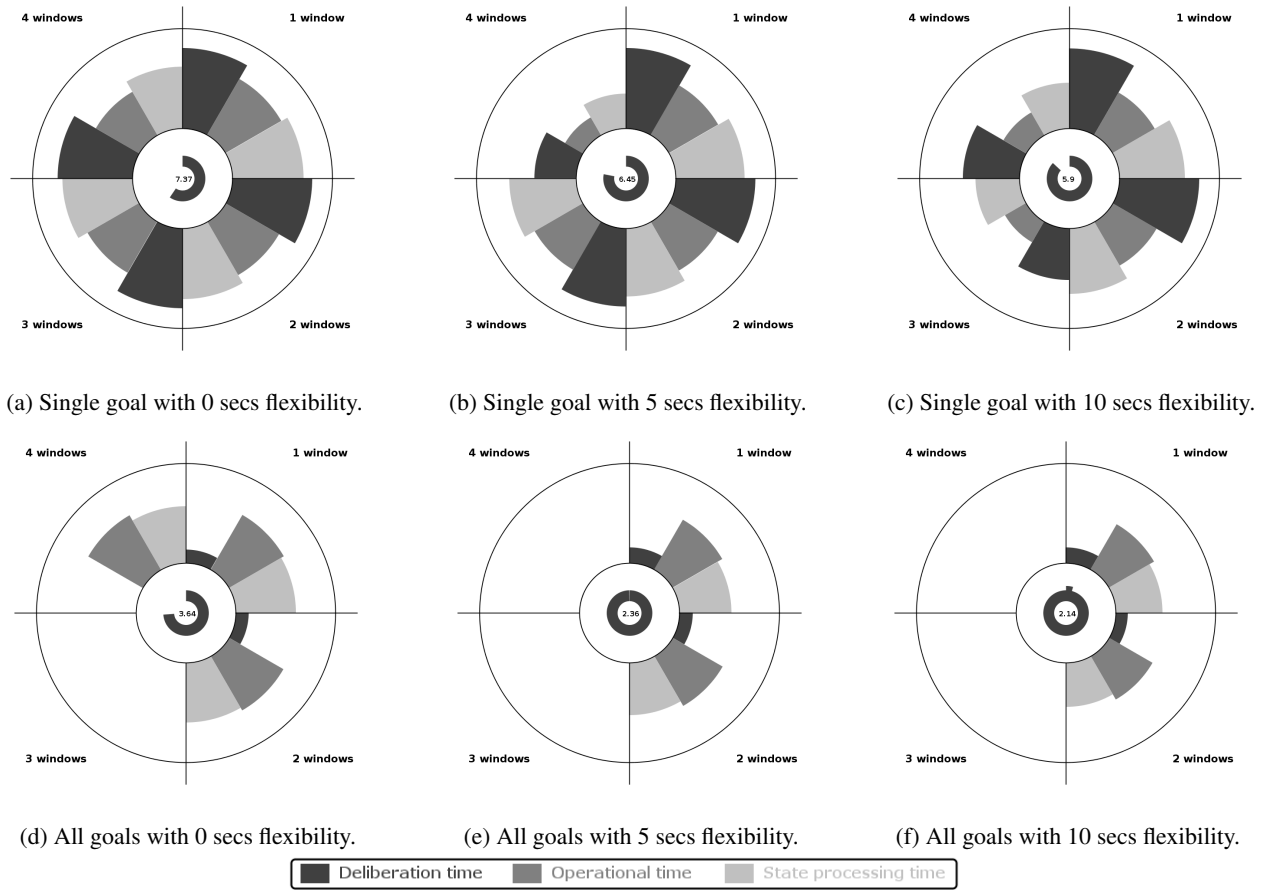 4 windows 1 window 4 windows 1 window 4 windows 1 window
7.37 6.45 5.9
3 windows 2 windows 3 windows 2 windows 3 windows 2 windows
(a) Single goal with 0 secs flexibility. (b) Single goal with 5 secs flexibility. (c) Single goal with 10 secs flexibility.
4 windows 1 window 4 windows 1 window 4 windows 1 window
3.64 2.36 2.14
3 windows 2 windows 3 windows 2 windows 3 windows 2 windows
(d) All goals with 0 secs flexibility. (e) All goals with 5 secs flexibility. (f) All goals with 10 secs flexibility.
Deliberation time Operational time State processing time